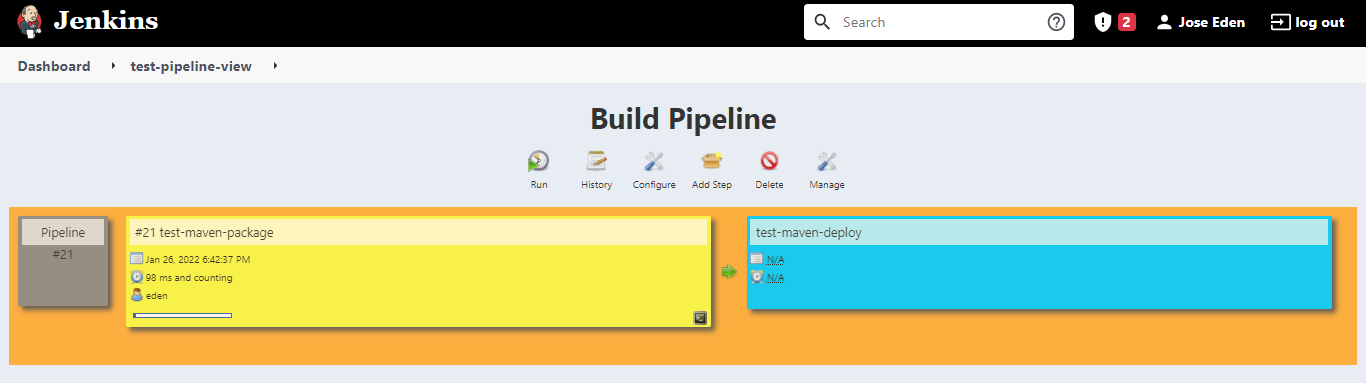 Jenkins
Search
2
Jose Eden
log out
Dashboard
test-pipeline-view
Build Pipeline
Run
History
Configure
Add Step
Delete
Manage
Pipeline
#21
#21 test-maven-package
Jan 26, 2022 6:42:37 PM
98 ms and counting
eden
test-maven-deploy
N/A
N/A